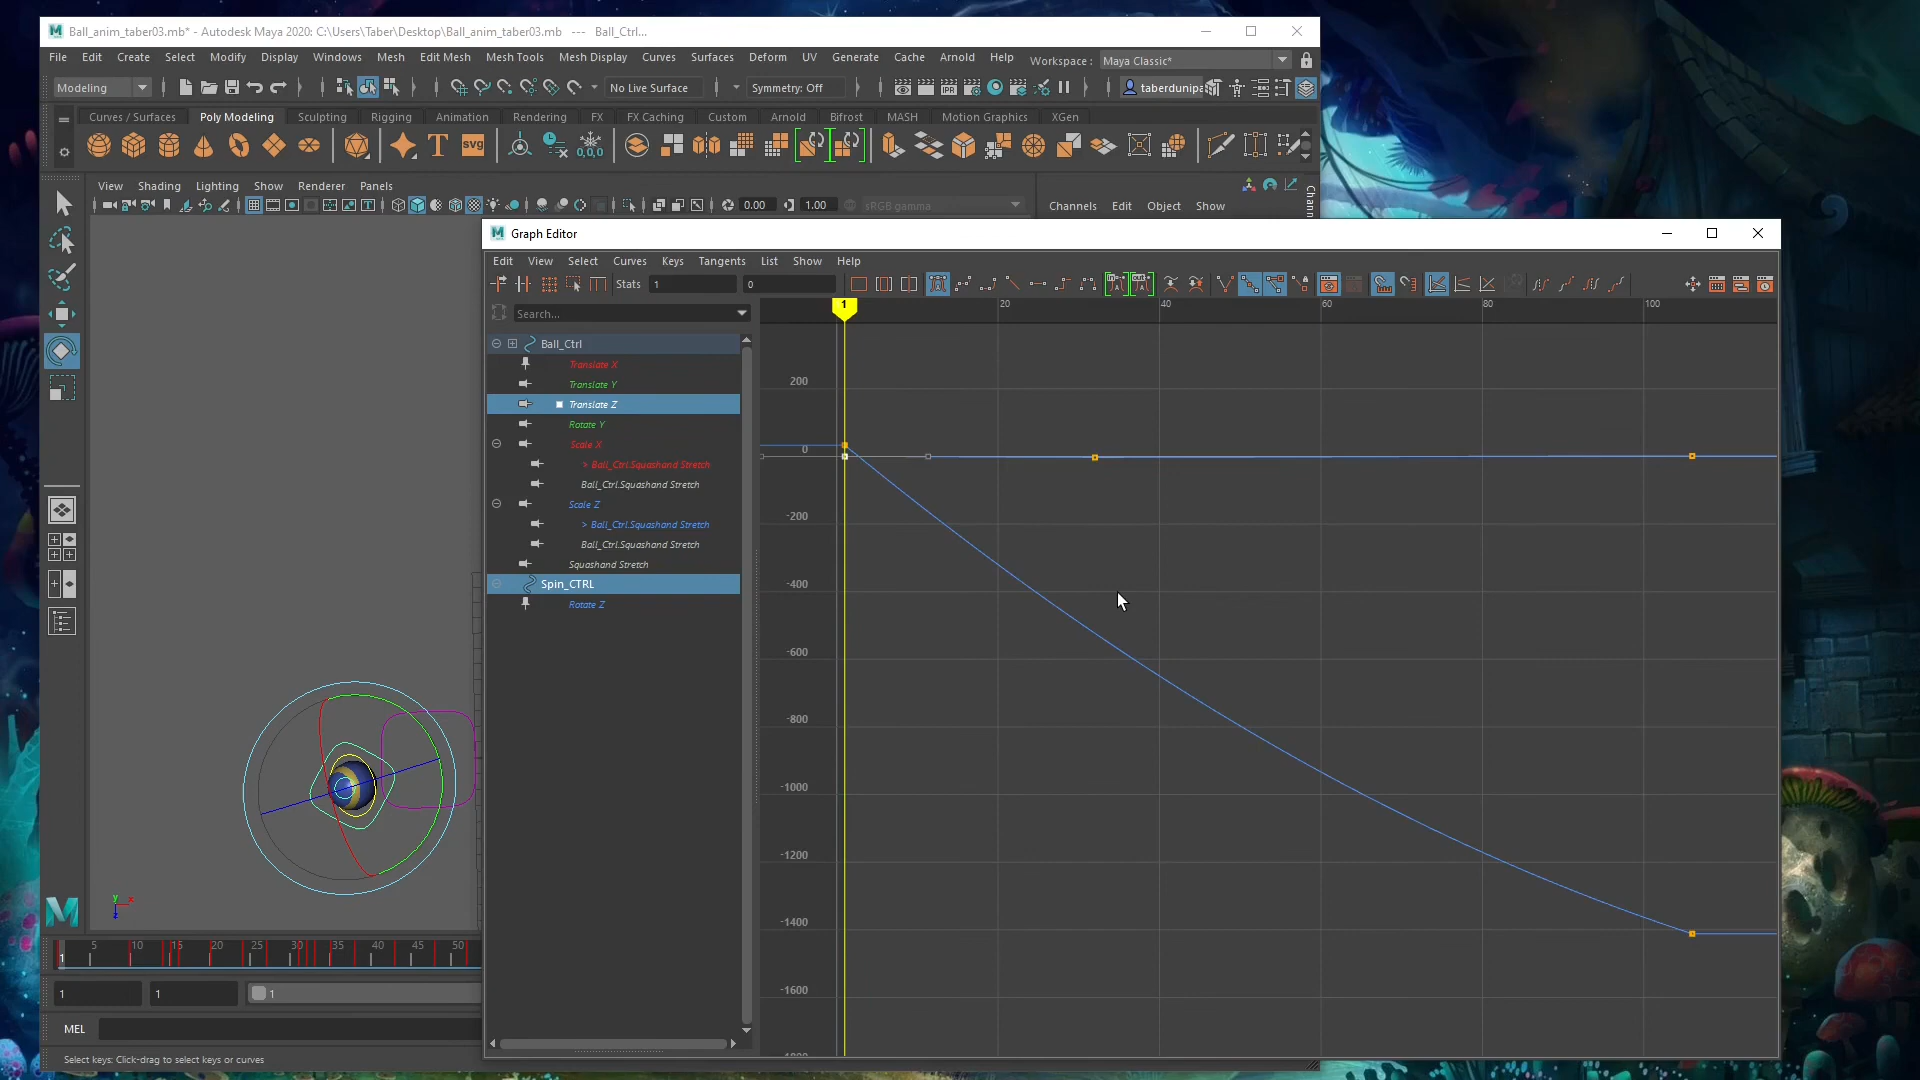 Ball_anim_taber03.mb* - Autodesk Maya 2020: C:\Users\Taber\Desktop\Ball_anim_taber03.mb   ---   Ball_Ctrl...
File Edit Create Select Modify Display Windows Mesh Edit Mesh Mesh Tools Mesh Display Curves Surfaces Deform UV Generate Cache Arnold Help Workspace : Maya Classic*
Modeling No Live Surface Symmetry: Off IPR taberdunipa
Curves / Surfaces Poly Modeling Sculpting Rigging Animation Rendering FX FX Caching Custom Arnold Bifrost MASH Motion Graphics XGen
T SVG 0,0,0
View Shading Lighting Show Renderer Panels
0.00 1.00 sRGB gamma
Channels Edit Object Show
Graph Editor
Edit View Select Curves Keys Tangents List Show Help
Stats 1 0
Search...
1 20 40 60 80 100
Ball_Ctrl
Translate X
Translate Y
Translate Z
Rotate Y
Scale X
> Ball_Ctrl.Squashand Stretch
Ball_Ctrl.Squashand Stretch
Scale Z
> Ball_Ctrl.Squashand Stretch
Ball_Ctrl.Squashand Stretch
Squashand Stretch
Spin_CTRL
Rotate Z
200
0
-200
-400
-600
-800
-1000
-1200
-1400
-1600
y x
z
5 10 15 20 25 30 35 40 45 50
1
1 1 1
MEL
Select keys: Click-drag to select keys or curves